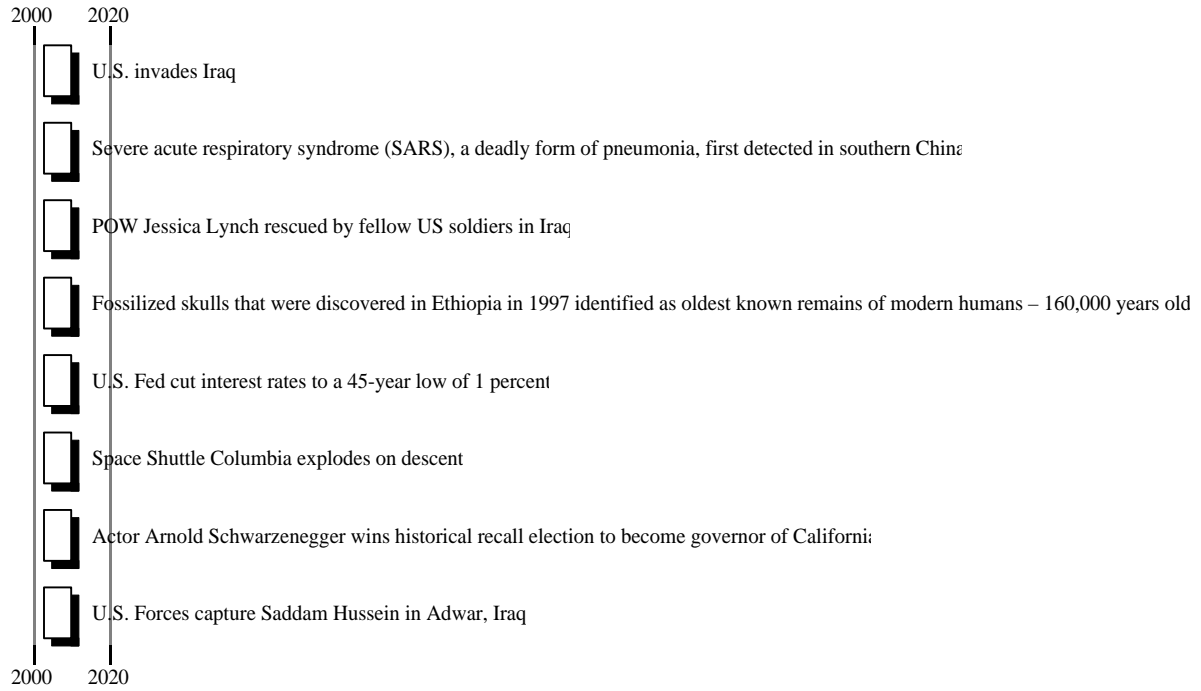 2000 2020
U.S. invades Iraq
Severe acute respiratory syndrome (SARS), a deadly form of pneumonia, first detected in southern China
POW Jessica Lynch rescued by fellow US soldiers in Iraq
Fossilized skulls that were discovered in Ethiopia in 1997 identified as oldest known remains of modern humans – 160,000 years old
U.S. Fed cut interest rates to a 45-year low of 1 percent
Space Shuttle Columbia explodes on descent
Actor Arnold Schwarzenegger wins historical recall election to become governor of California
U.S. Forces capture Saddam Hussein in Adwar, Iraq
2000 2020